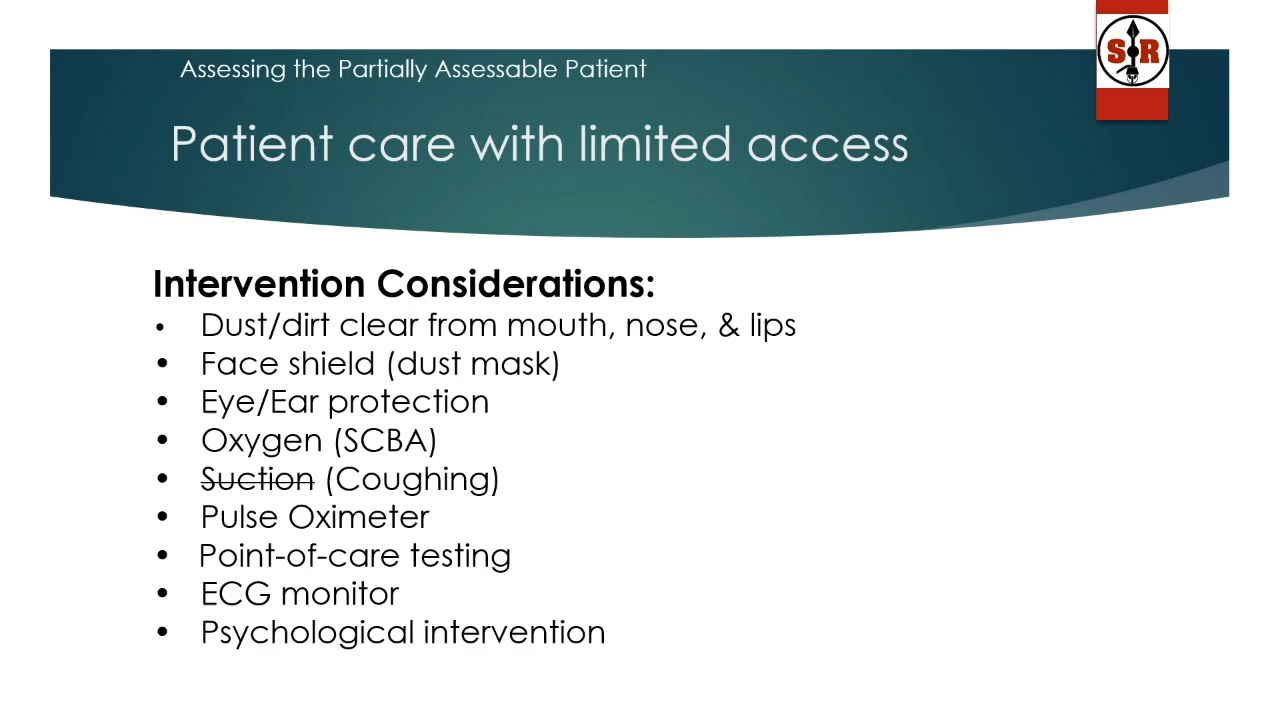 Assessing the Partially Assessable Patient
S R
Patient care with limited access
Intervention Considerations:
• Dust/dirt clear from mouth, nose, & lips
• Face shield (dust mask)
• Eye/Ear protection
• Oxygen (SCBA)
• Suction (Coughing)
• Pulse Oximeter
• Point-of-care testing
• ECG monitor
• Psychological intervention